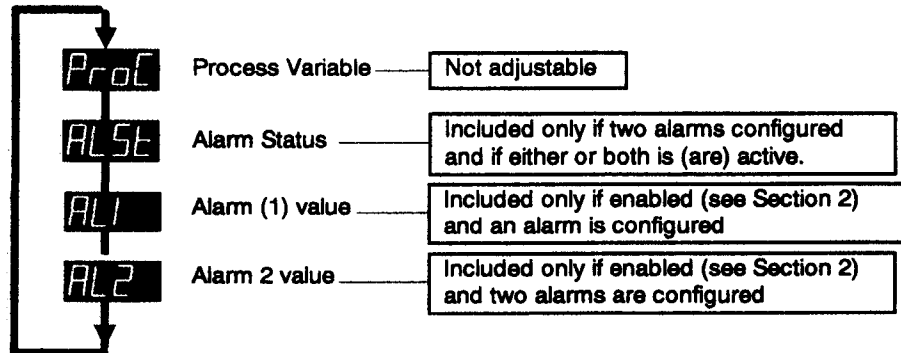 ProC Process Variable Not adjustable
ALSt Alarm Status Included only if two alarms configured
and if either or both is (are) active.
AL1 Alarm (1) value Included only if enabled (see Section 2)
and an alarm is configured
AL2 Alarm 2 value Included only if enabled (see Section 2)
and two alarms are configured